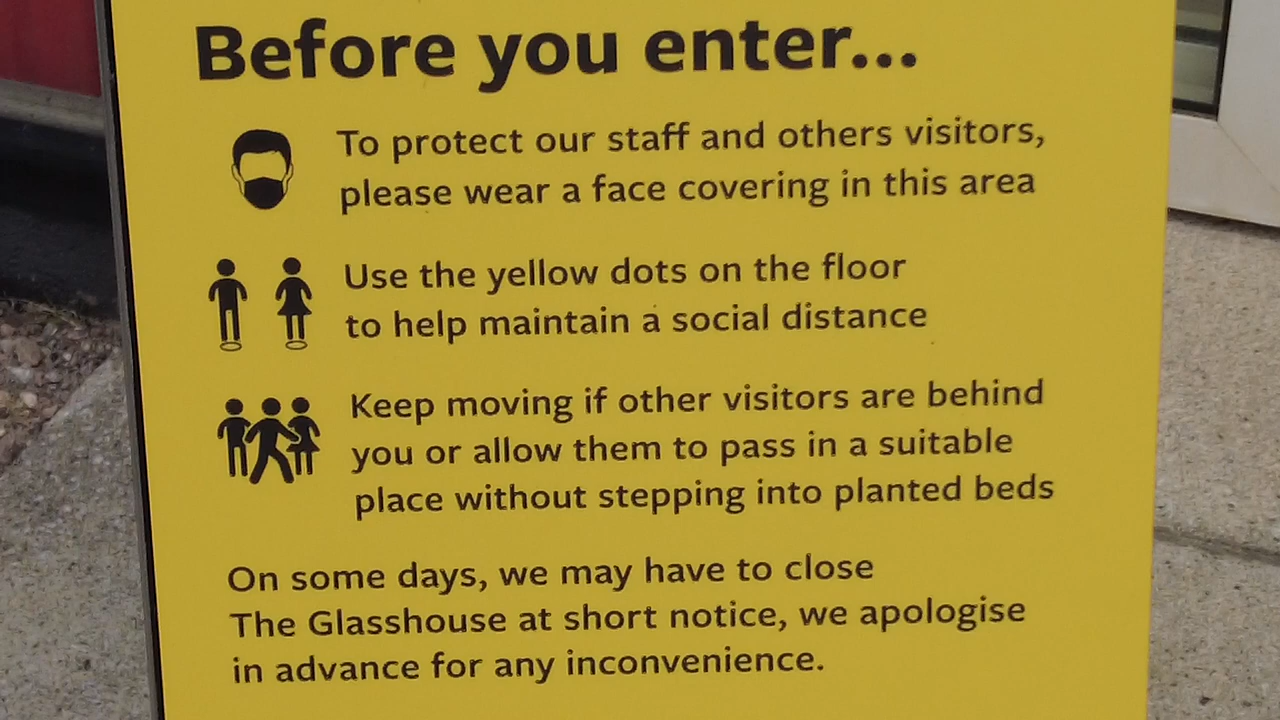 Before you enter...
To protect our staff and others visitors,
please wear a face covering in this area
Use the yellow dots on the floor
to help maintain a social distance
Keep moving if other visitors are behind
you or allow them to pass in a suitable
place without stepping into planted beds
On some days, we may have to close
The Glasshouse at short notice, we apologise
in advance for any inconvenience.